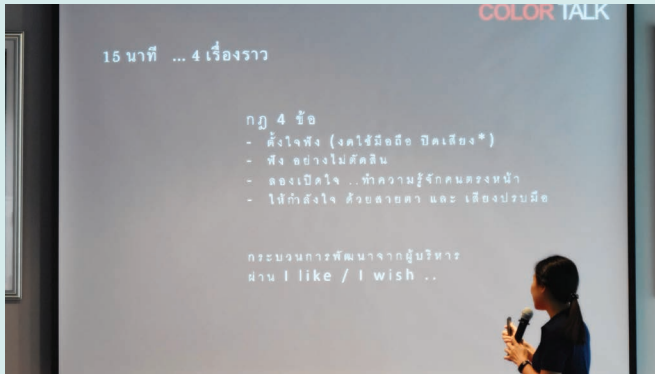 COLOR TALK
15 นาที ... 4 เรื่องราว
กฎ 4 ข้อ
- ตั้งใจฟัง (งดใช้มือถือ ปิดเสียง*)
- ฟัง อย่างไม่ตัดสิน
- ลองเปิดใจ ..ทำความรู้จักคนตรงหน้า
- ให้กำลังใจ ด้วยสายตา และ เสียงปรบมือ
กระบวนการพัฒนาจากผู้บริหาร
ผ่าน I like / I wish ..